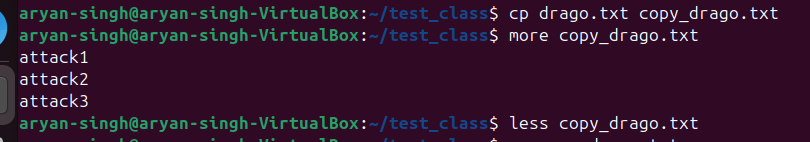 aryan-singh@aryan-singh-VirtualBox:~/test_class$ cp drago.txt copy_drago.txt
aryan-singh@aryan-singh-VirtualBox:~/test_class$ more copy_drago.txt
attack1
attack2
attack3
aryan-singh@aryan-singh-VirtualBox:~/test_class$ less copy_drago.txt